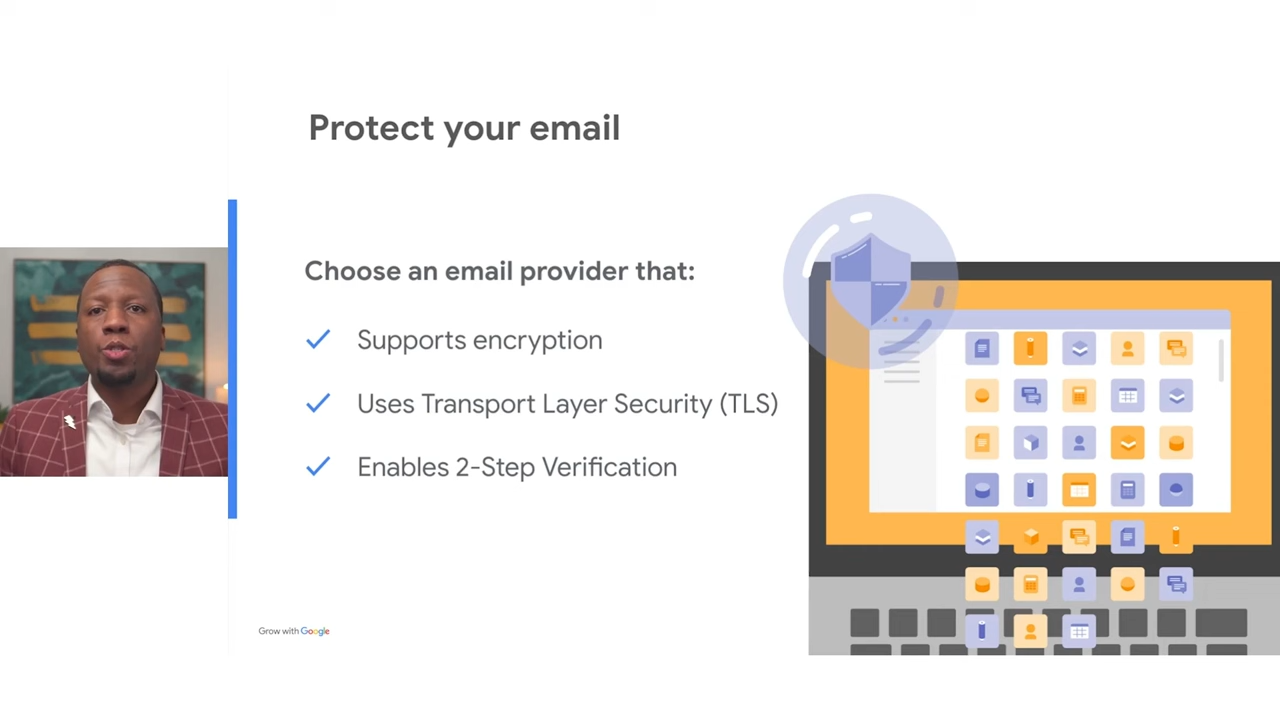 Protect your email
Choose an email provider that:
Supports encryption
Uses Transport Layer Security (TLS)
Enables 2-Step Verification
Grow with Google